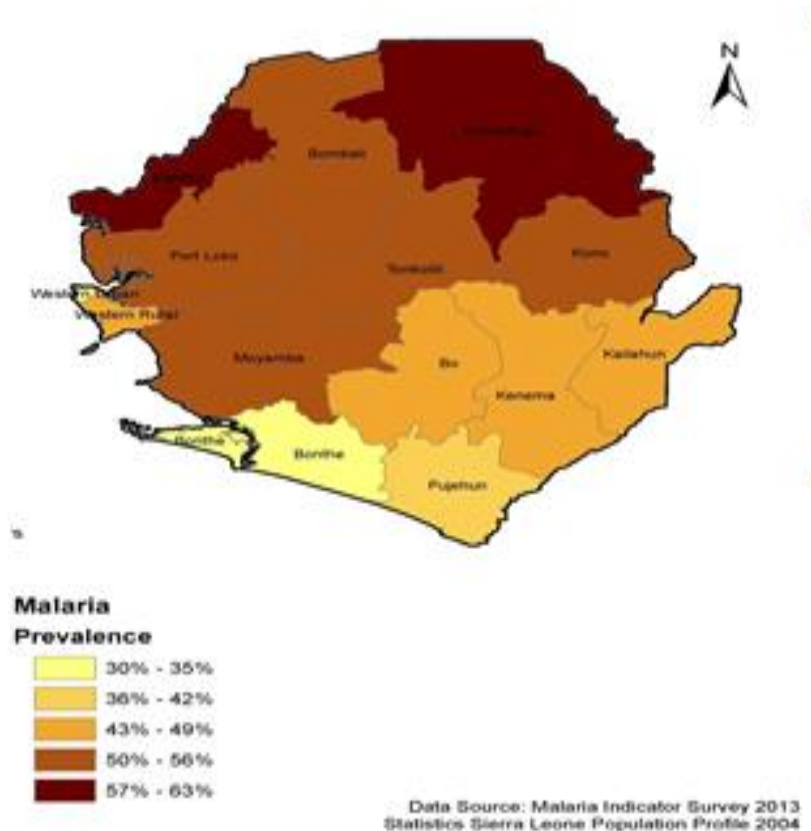 N
Bombali
Port Loko
Kono
Tonkolili
Western Urban
Western Rural
Kailahun
Moyamba
Bo
Kenema
Bonthe
Bonthe
Pujehun
Malaria
Prevalence
30% - 35%
36% - 42%
43% - 49%
50% - 56%
57% - 63%
Data Source: Malaria Indicator Survey 2013
Statistics Sierra Leone Population Profile 2004